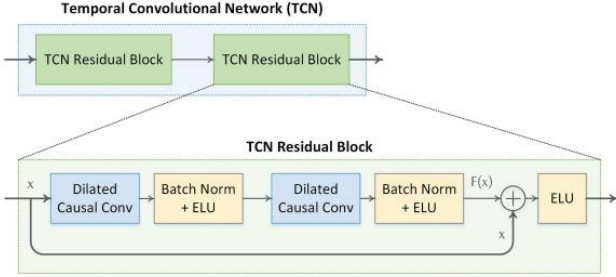 Temporal Convolutional Network (TCN)
TCN Residual Block
TCN Residual Block
TCN Residual Block
x
Dilated
Causal Conv
Batch Norm
+ ELU
Dilated
Causal Conv
Batch Norm
+ ELU
F(x)
x
ELU